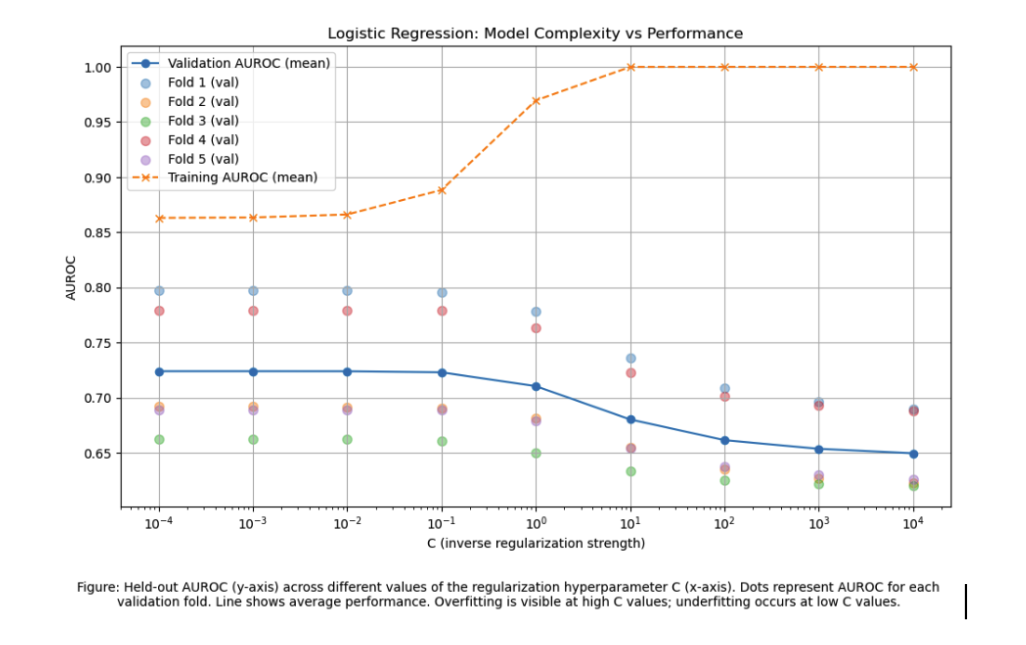 Logistic Regression: Model Complexity vs Performance
Validation AUROC (mean)
Fold 1 (val)
Fold 2 (val)
Fold 3 (val)
Fold 4 (val)
Fold 5 (val)
Training AUROC (mean)
1.00
0.95
0.90
0.85
0.80
0.75
0.70
0.65
AUROC
10⁻⁴ 10⁻³ 10⁻² 10⁻¹ 10⁰ 10¹ 10² 10³ 10⁴
C (inverse regularization strength)
Figure: Held-out AUROC (y-axis) across different values of the regularization hyperparameter C (x-axis). Dots represent AUROC for each
validation fold. Line shows average performance. Overfitting is visible at high C values; underfitting occurs at low C values.